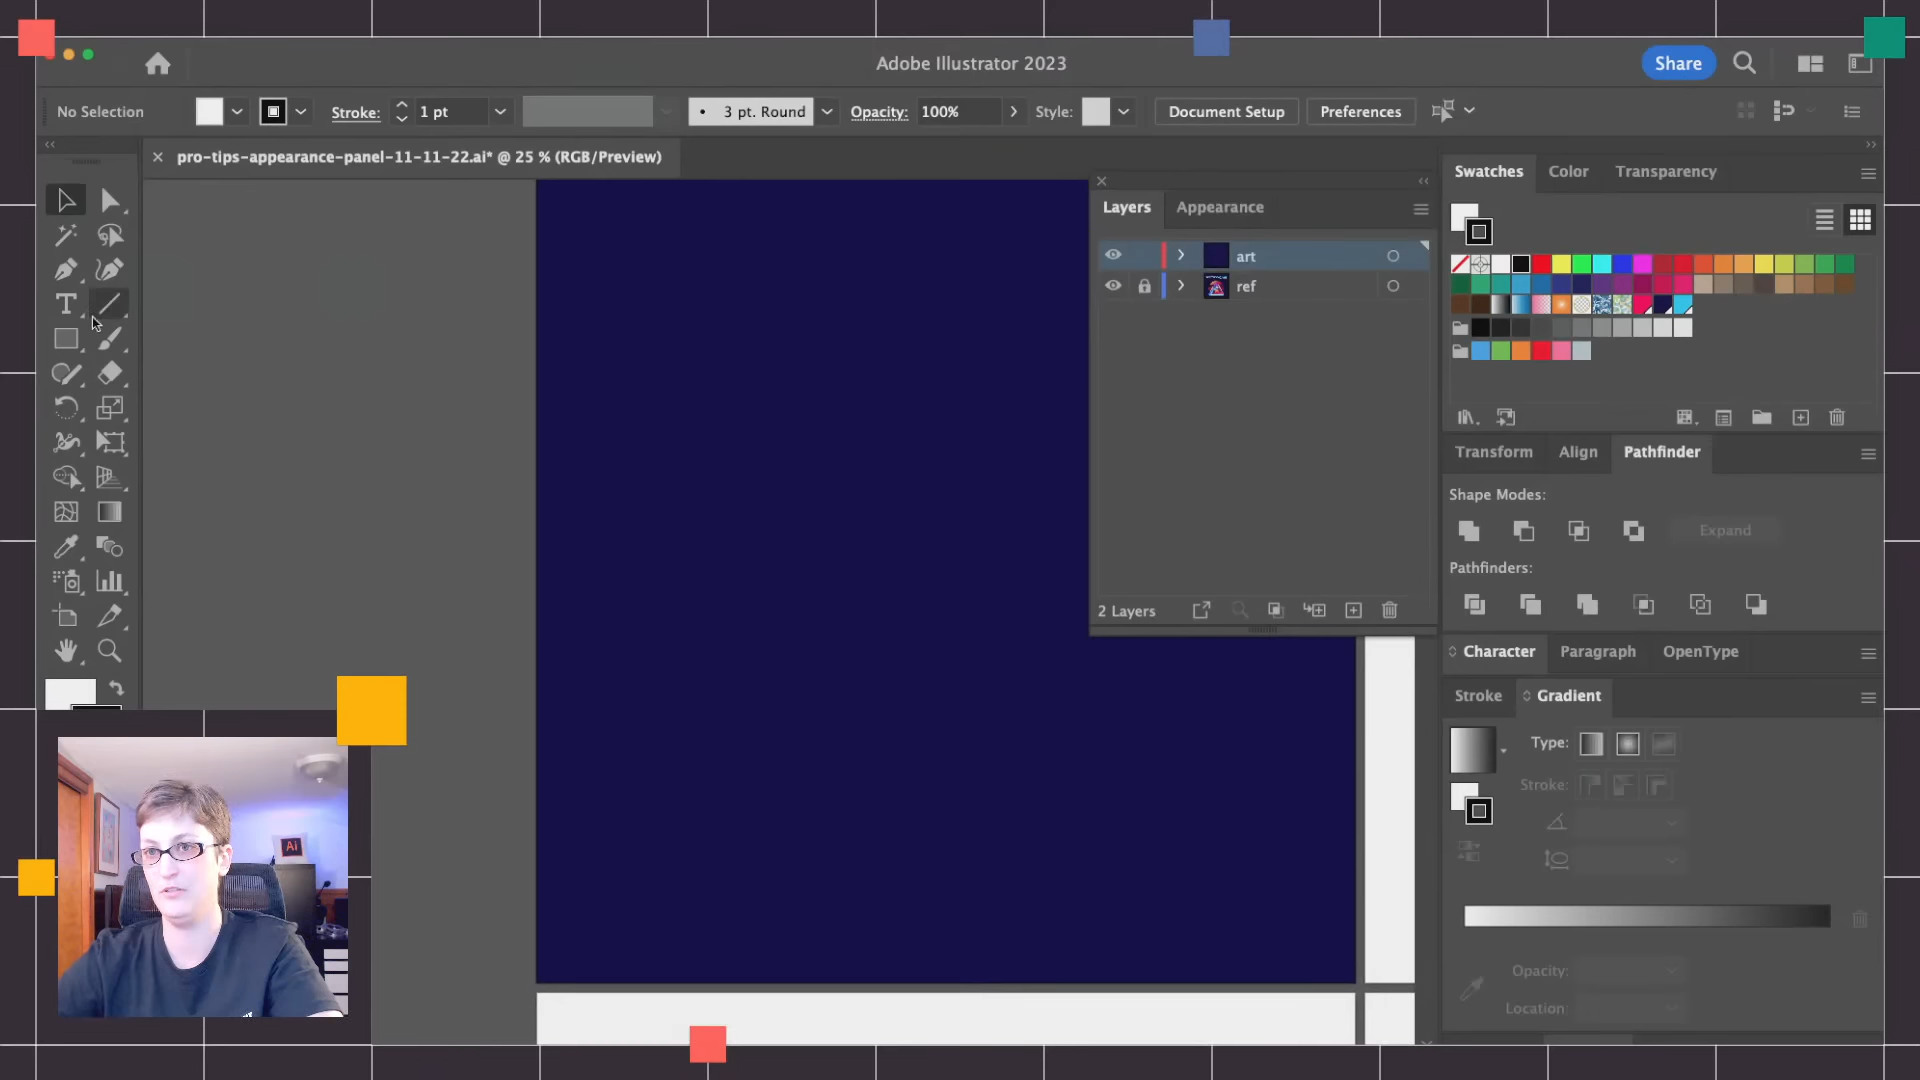 Adobe Illustrator 2023
Share
No Selection
Stroke:
1 pt
• 3 pt. Round
Opacity:
100%
Style:
Document Setup
Preferences
× pro-tips-appearance-panel-11-11-22.ai* @ 25 % (RGB/Preview)
Layers
Appearance
art
ref
2 Layers
Swatches
Color
Transparency
Transform
Align
Pathfinder
Shape Modes:
Expand
Pathfinders:
Character
Paragraph
OpenType
Stroke
Gradient
Type:
Stroke:
Opacity:
Location:
Ai